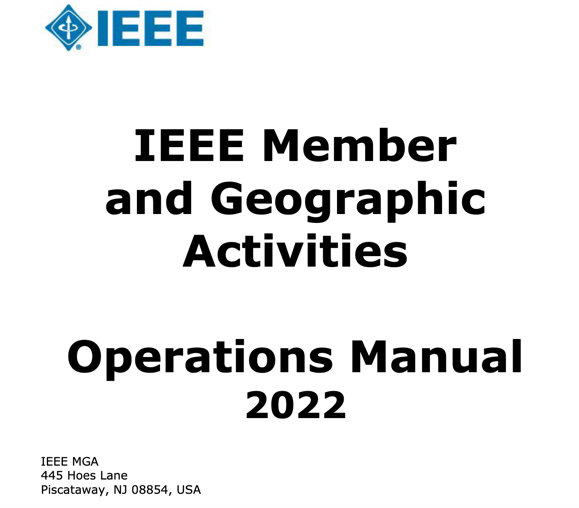 IEEE
IEEE Member
and Geographic
Activities
Operations Manual
2022
IEEE MGA
445 Hoes Lane
Piscataway, NJ 08854, USA